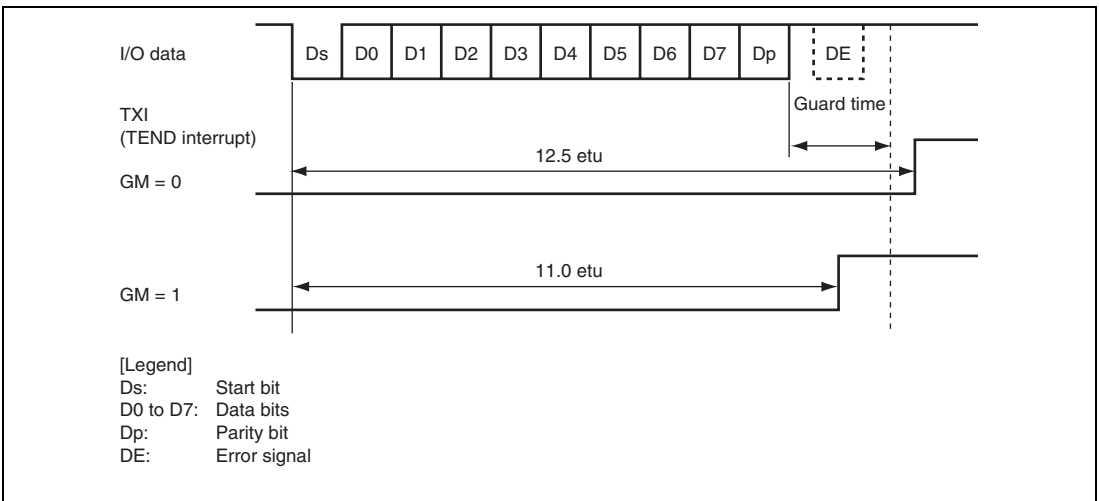 I/O data
Ds D0 D1 D2 D3 D4 D5 D6 D7 Dp DE
Guard time
TXI
(TEND interrupt)
12.5 etu
GM = 0
11.0 etu
GM = 1
[Legend]
Ds: Start bit
D0 to D7: Data bits
Dp: Parity bit
DE: Error signal